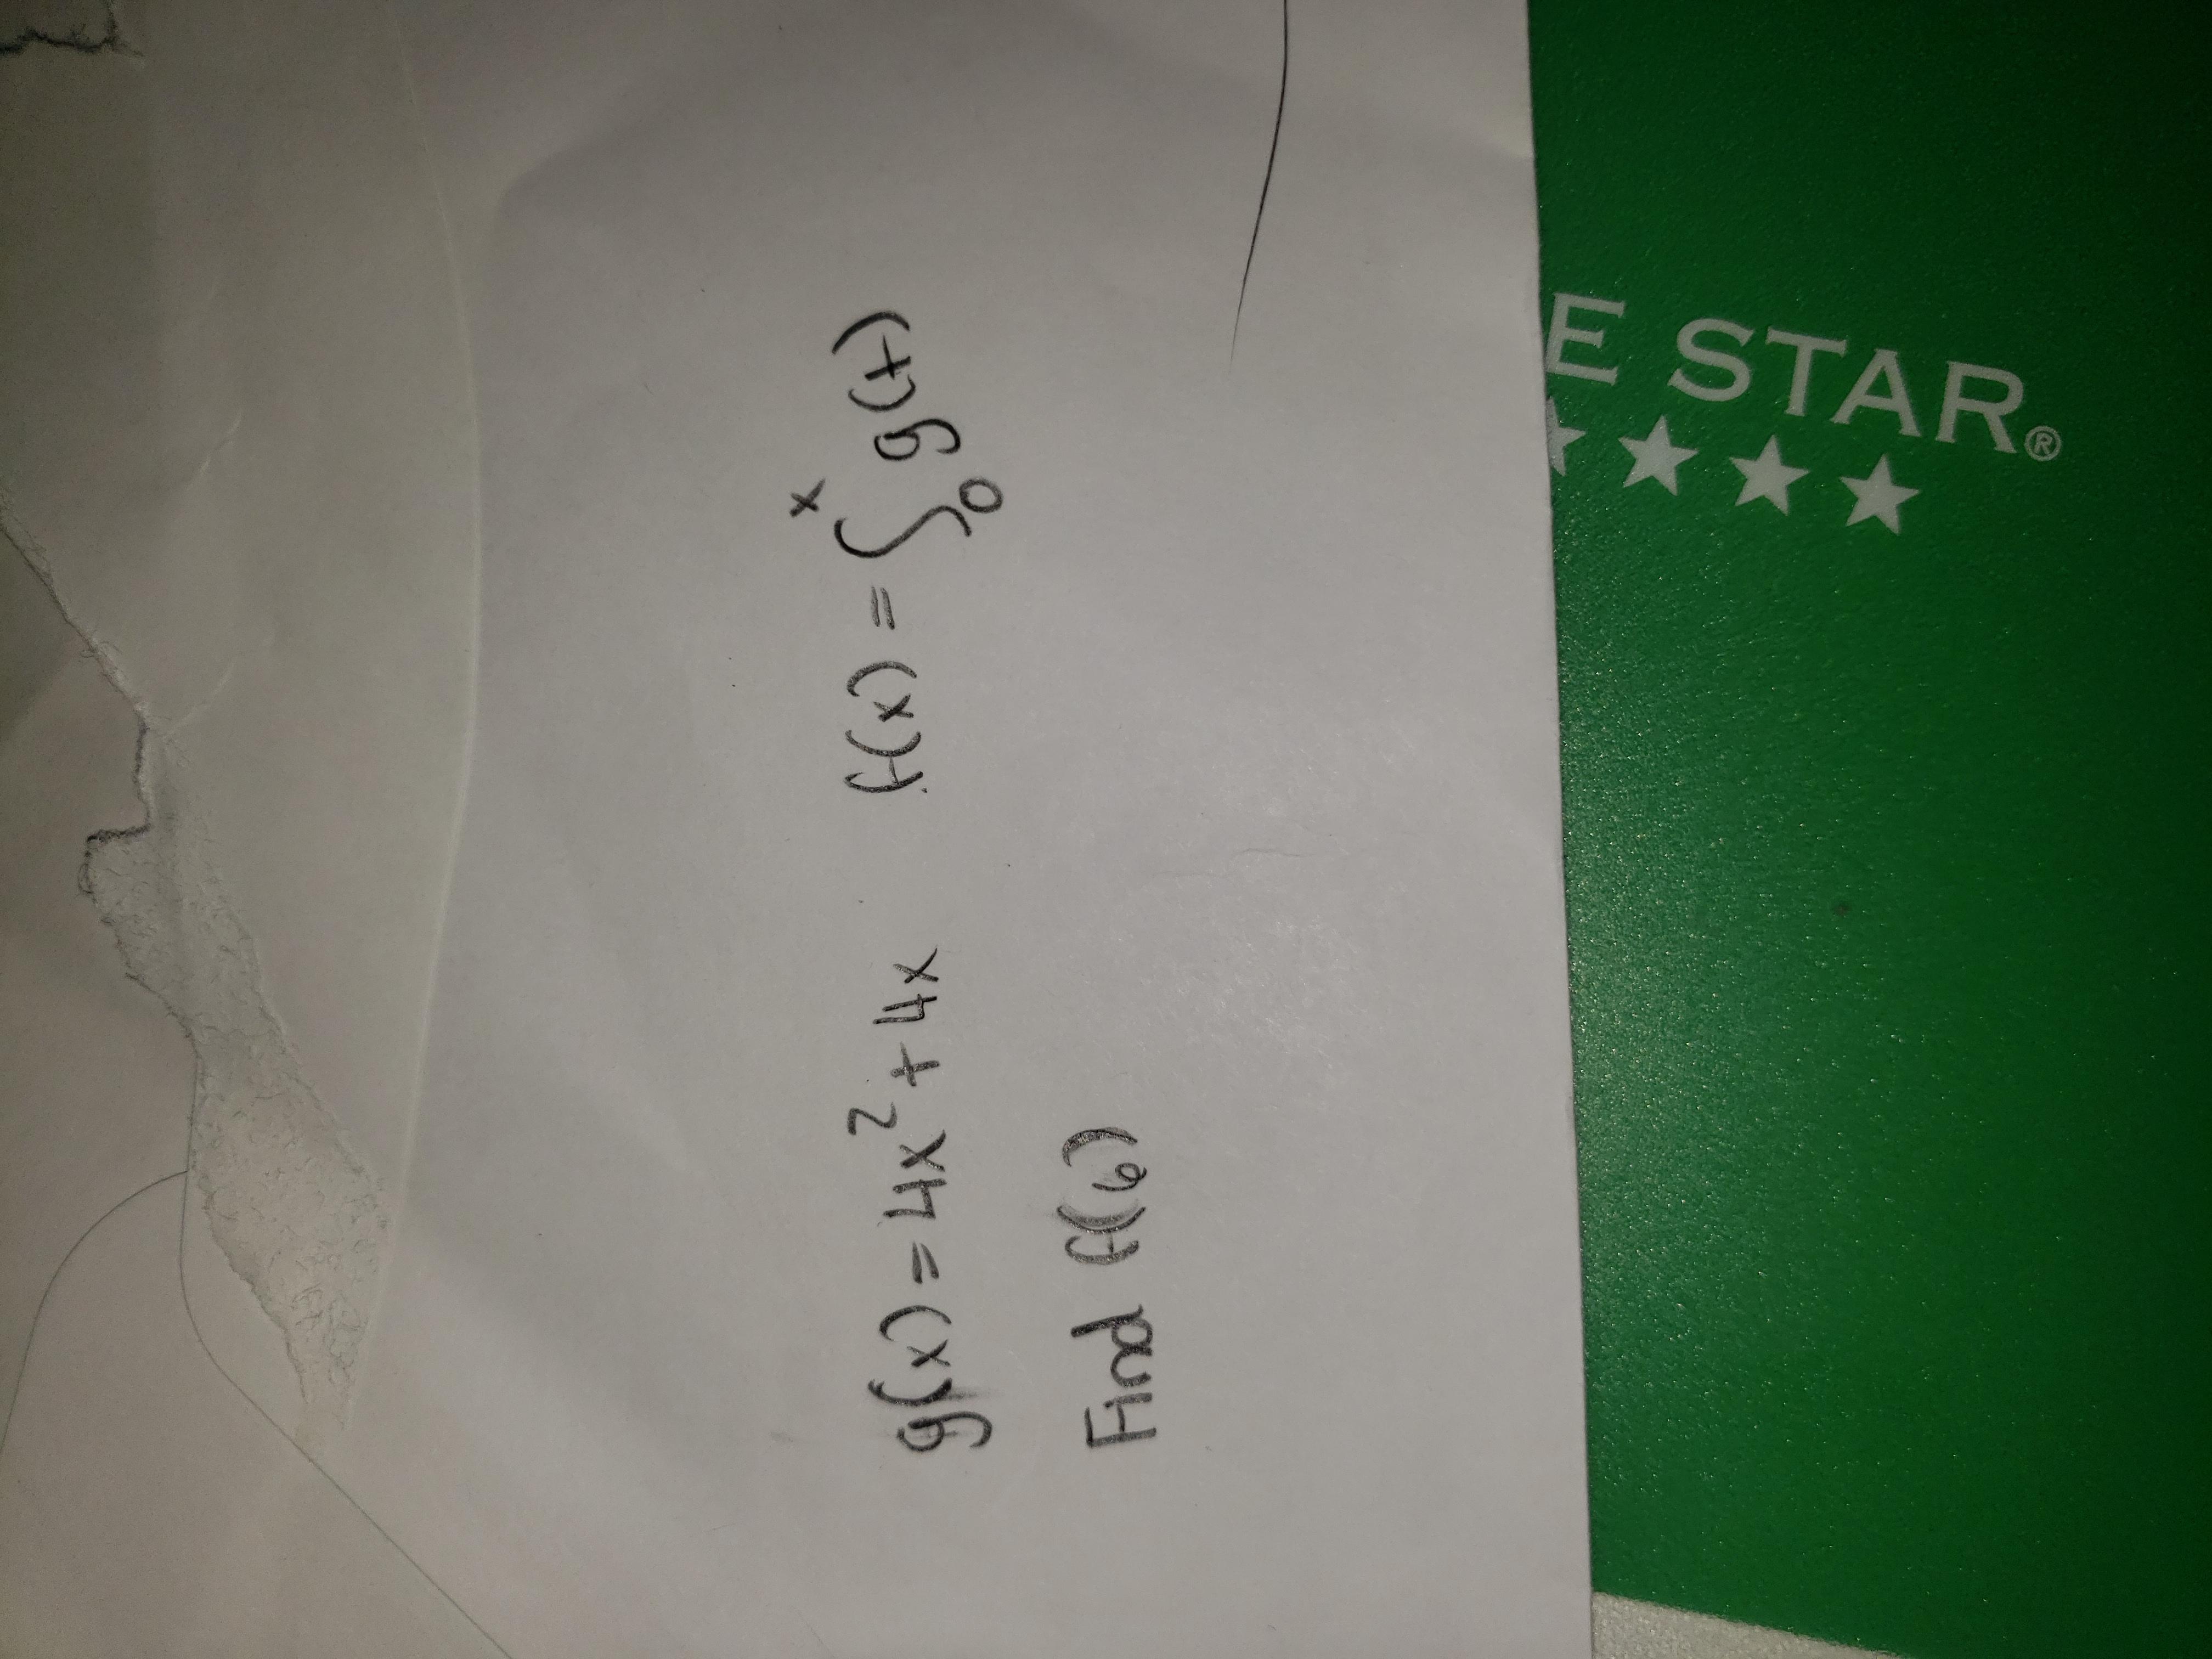 g(x) = 4x² + 4x A(x) = ∫₀ˣ g(t)
Find A(6)
E STAR®